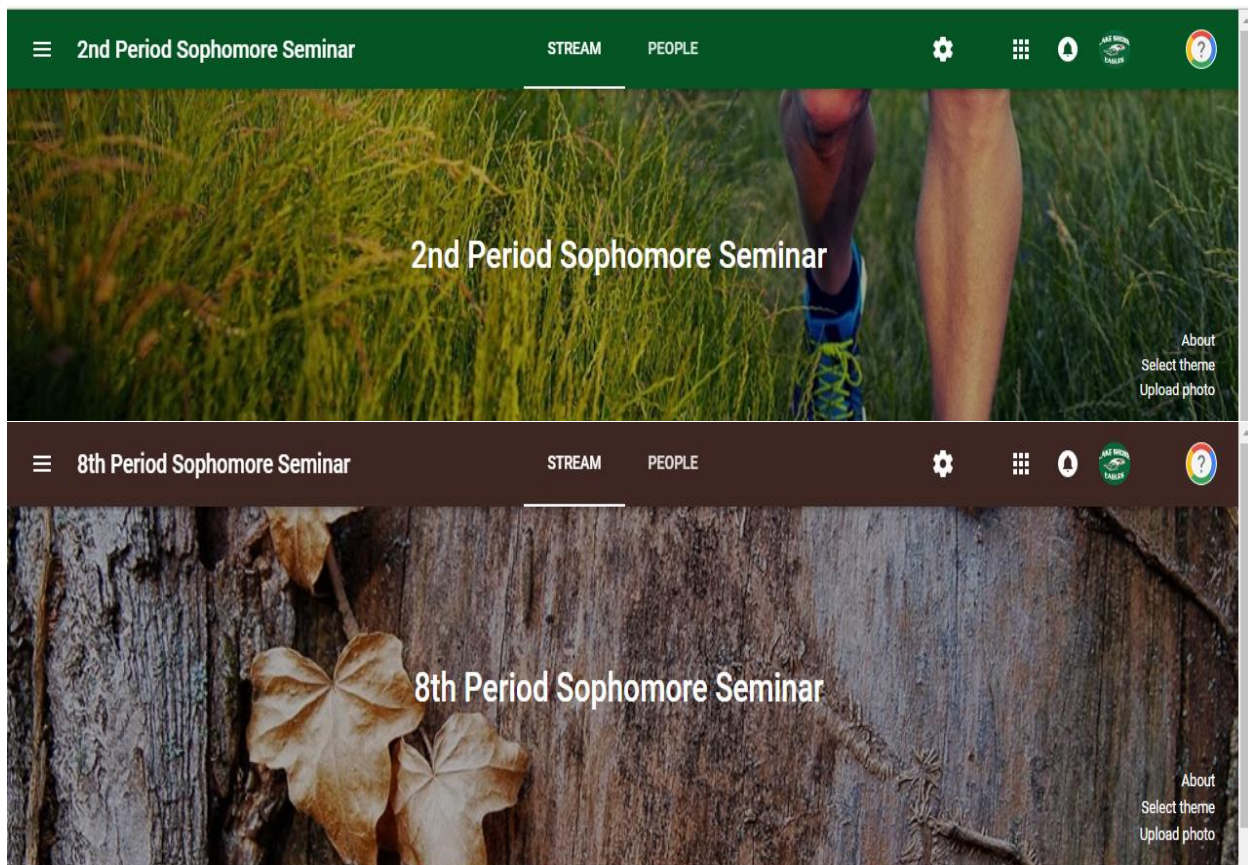 2nd Period Sophomore Seminar STREAM PEOPLE ?
2nd Period Sophomore Seminar
About
Select theme
Upload photo
8th Period Sophomore Seminar STREAM PEOPLE ?
8th Period Sophomore Seminar
About
Select theme
Upload photo